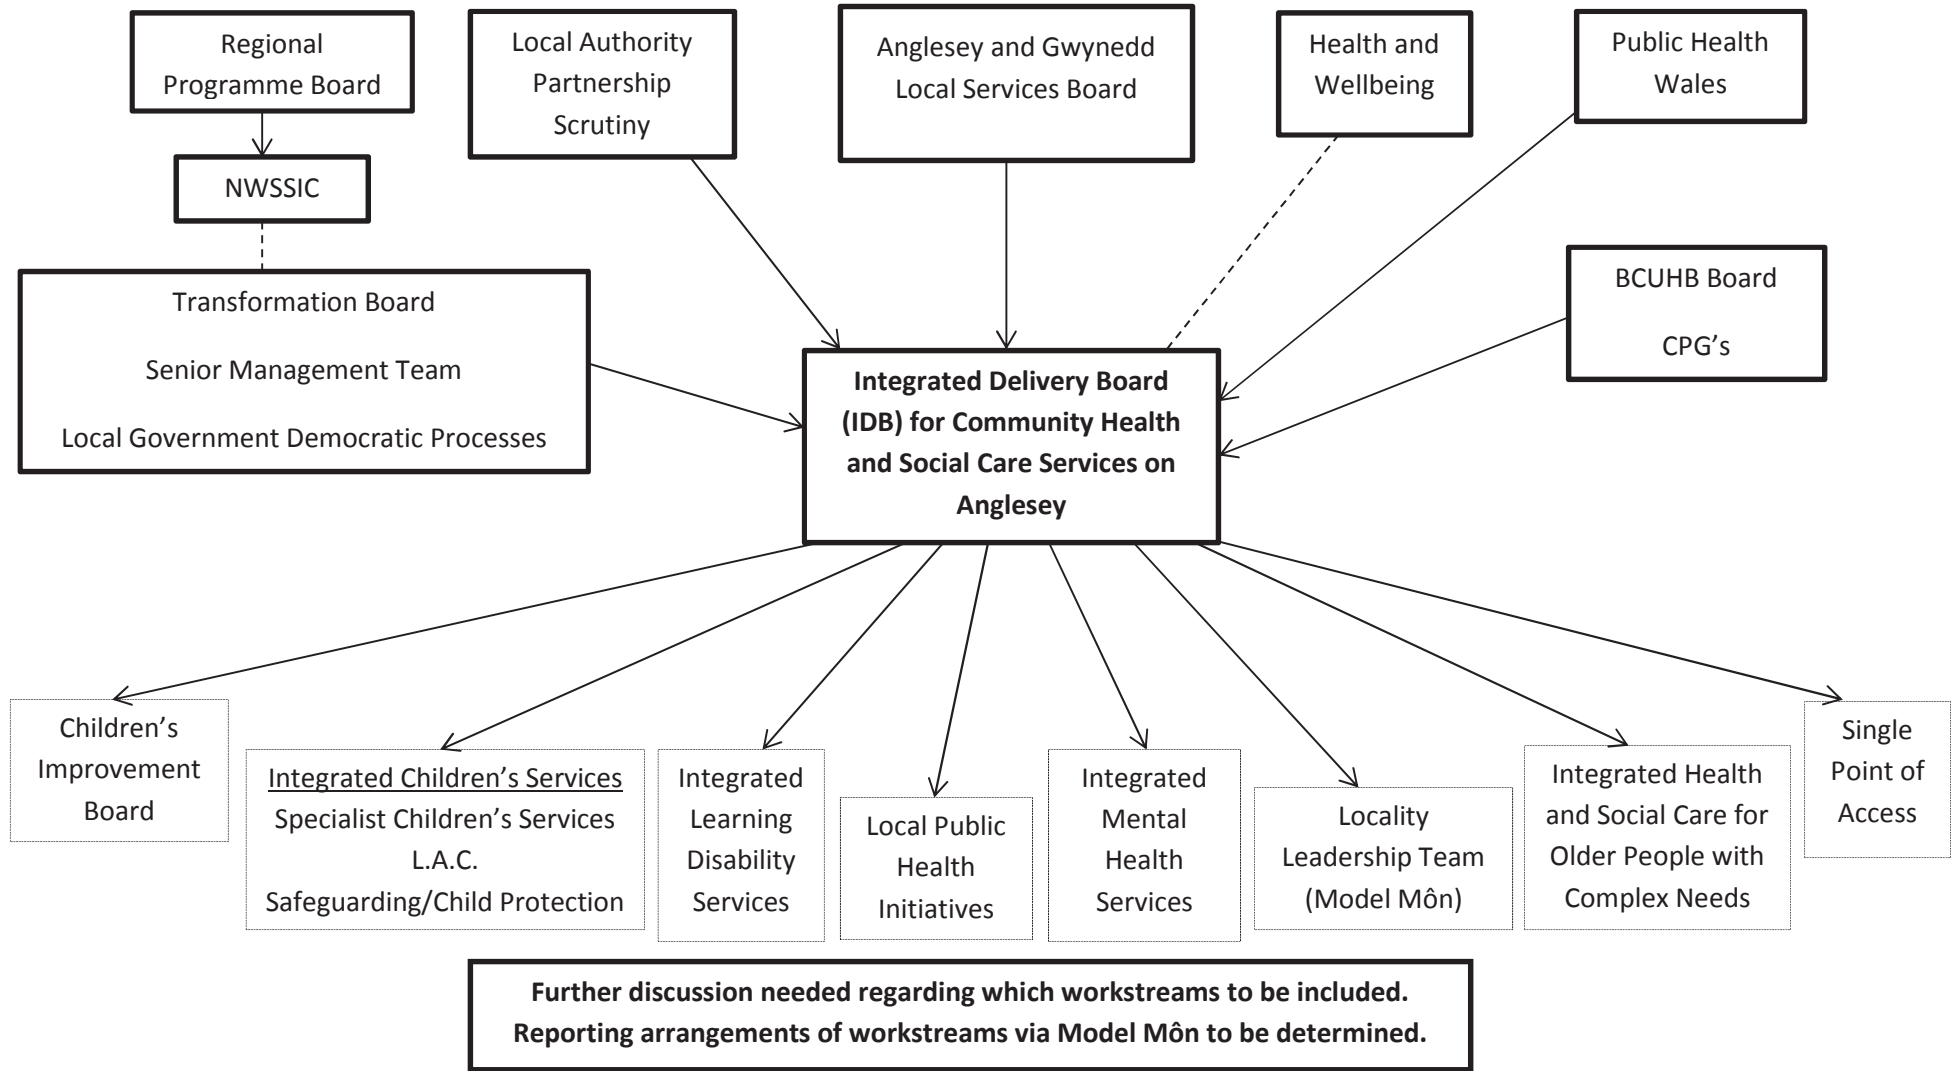 Regional
Programme Board
Local Authority
Partnership
Scrutiny
Anglesey and Gwynedd
Local Services Board
Health and
Wellbeing
Public Health
Wales
NWSSIC
Transformation Board
Senior Management Team
Local Government Democratic Processes
BCUHB Board
CPG’s
Integrated Delivery Board
(IDB) for Community Health
and Social Care Services on
Anglesey
Children’s
Improvement
Board
Integrated Children’s Services
Specialist Children’s Services
L.A.C.
Safeguarding/Child Protection
Integrated
Learning
Disability
Services
Local Public
Health
Initiatives
Integrated
Mental
Health
Services
Locality
Leadership Team
(Model Môn)
Integrated Health
and Social Care for
Older People with
Complex Needs
Single
Point of
Access
Further discussion needed regarding which workstreams to be included.
Reporting arrangements of workstreams via Model Môn to be determined.